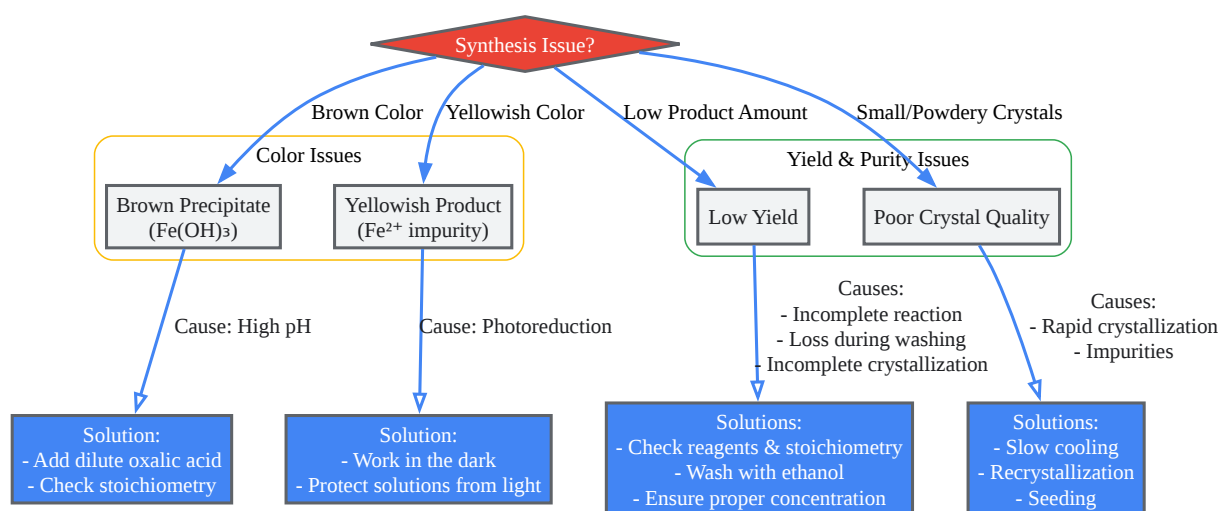 Synthesis Issue?
Brown Color
Yellowish Color
Low Product Amount
Small/Powdery Crystals
Color Issues
Yield & Purity Issues
Brown Precipitate
(Fe(OH)₃)
Yellowish Product
(Fe²⁺ impurity)
Low Yield
Poor Crystal Quality
Cause: High pH
Cause: Photoreduction
Causes:
- Incomplete reaction
- Loss during washing
- Incomplete crystallization
Causes:
- Rapid crystallization
- Impurities
Solution:
- Add dilute oxalic acid
- Check stoichiometry
Solution:
- Work in the dark
- Protect solutions from light
Solutions:
- Check reagents & stoichiometry
- Wash with ethanol
- Ensure proper concentration
Solutions:
- Slow cooling
- Recrystallization
- Seeding